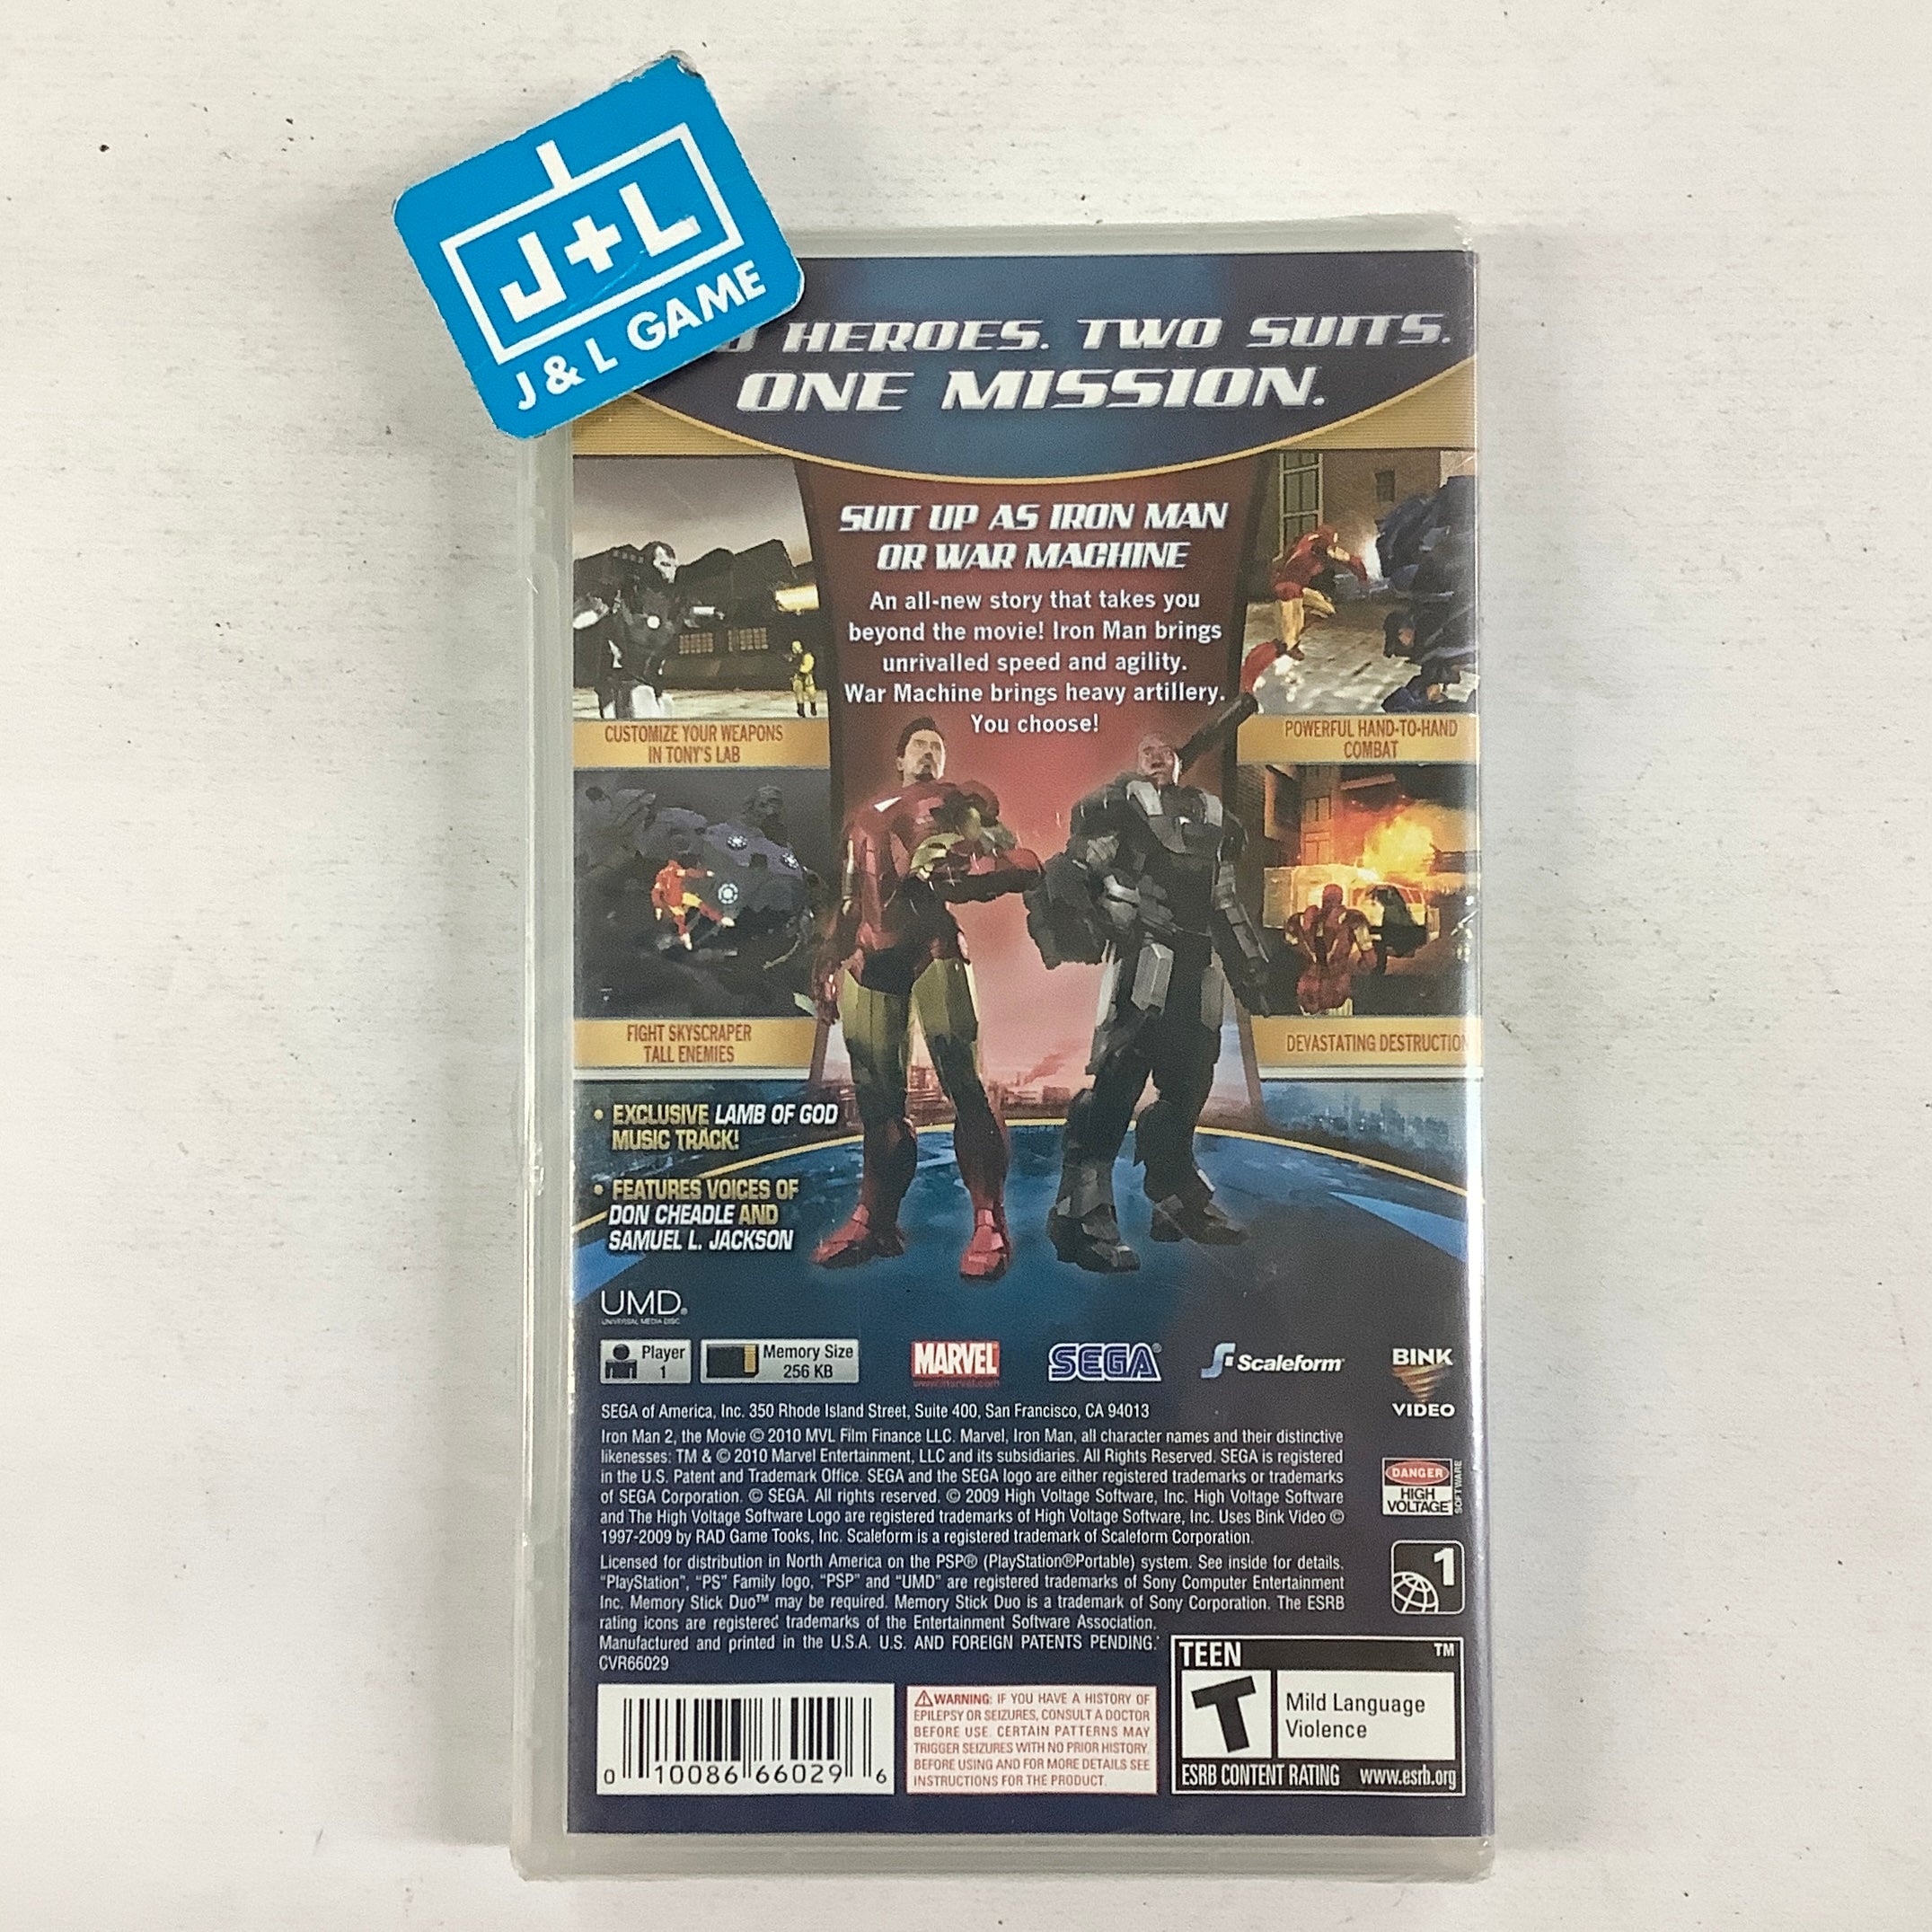 J+L
J & L GAME
HEROES. TWO SUITS.
ONE MISSION.
SUIT UP AS IRON MAN
OR WAR MACHINE
An all-new story that takes you
beyond the movie! Iron Man brings
unrivalled speed and agility.
War Machine brings heavy artillery.
You choose!
CUSTOMIZE YOUR WEAPONS
IN TONY'S LAB
POWERFUL HAND-TO-HAND
COMBAT
FIGHT SKYSCRAPER
TALL ENEMIES
DEVASTATING DESTRUCTION
• EXCLUSIVE LAMB OF GOD
MUSIC TRACK!
• FEATURES VOICES OF
DON CHEADLE AND
SAMUEL L. JACKSON
UMD®
UNIVERSAL MEDIA DISC
Player
1
Memory Size
256 KB
MARVEL
www.marvel.com
SEGA®
Scaleform
BINK
VIDEO
SEGA of America, Inc. 350 Rhode Island Street, Suite 400, San Francisco, CA 94013
Iron Man 2, the Movie © 2010 MVL Film Finance LLC. Marvel, Iron Man, all character names and their distinctive
likenesses: TM & © 2010 Marvel Entertainment, LLC and its subsidiaries. All Rights Reserved. SEGA is registered
in the U.S. Patent and Trademark Office. SEGA and the SEGA logo are either registered trademarks or trademarks
of SEGA Corporation. © SEGA. All rights reserved. © 2009 High Voltage Software, Inc. High Voltage Software
and The High Voltage Software Logo are registered trademarks of High Voltage Software, Inc. Uses Bink Video ©
1997-2009 by RAD Game Tooks, Inc. Scaleform is a registered trademark of Scaleform Corporation.
DANGER
HIGH
VOLTAGE
SOFTWARE
Licensed for distribution in North America on the PSP® (PlayStation®Portable) system. See inside for details.
"PlayStation", "PS" Family logo, "PSP" and "UMD" are registered trademarks of Sony Computer Entertainment
Inc. Memory Stick Duo™ may be required. Memory Stick Duo is a trademark of Sony Corporation. The ESRB
rating icons are registered trademarks of the Entertainment Software Association.
Manufactured and printed in the U.S.A. U.S. AND FOREIGN PATENTS PENDING.
CVR66029
1
0 10086 66029 6
⚠WARNING: IF YOU HAVE A HISTORY OF
EPILEPSY OR SEIZURES, CONSULT A DOCTOR
BEFORE USE. CERTAIN PATTERNS MAY
TRIGGER SEIZURES WITH NO PRIOR HISTORY.
BEFORE USING AND FOR MORE DETAILS SEE
INSTRUCTIONS FOR THE PRODUCT.
TEEN TM
T
Mild Language
Violence
ESRB CONTENT RATING www.esrb.org